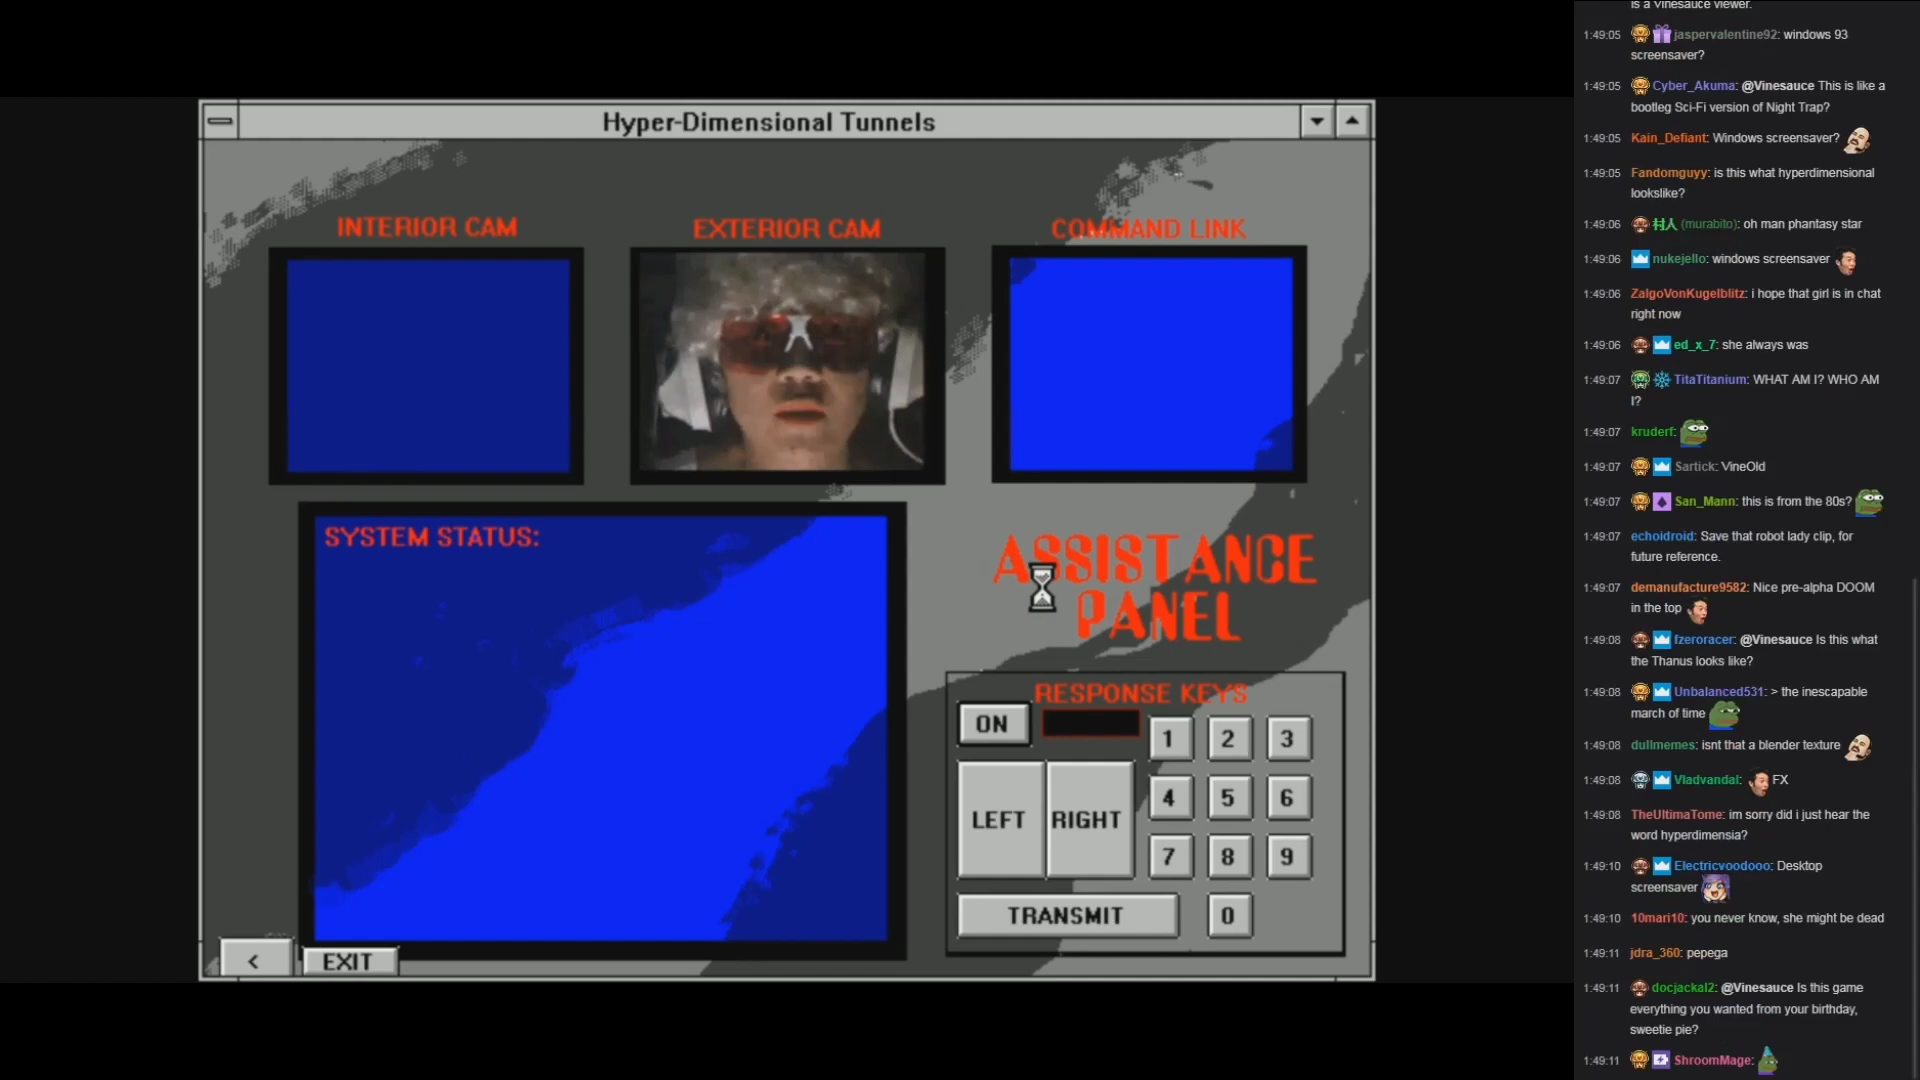 Hyper-Dimensional Tunnels
INTERIOR CAM
EXTERIOR CAM
COMMAND LINK
SYSTEM STATUS:
ASSISTANCE
PANEL
RESPONSE KEYS
ON
1
2
3
LEFT
RIGHT
4
5
6
7
8
9
TRANSMIT
0
<
EXIT
is a Vinesauce viewer.
1:49:05 jaspervalentine92: windows 93
screensaver?
1:49:05 Cyber_Akuma: @Vinesauce This is like a
bootleg Sci-Fi version of Night Trap?
1:49:05 Kain_Defiant: Windows screensaver?
1:49:05 Fandomguyy: is this what hyperdimensional
lookslike?
1:49:06 村人 (murabito): oh man phantasy star
1:49:06 nukejello: windows screensaver
1:49:06 ZalgoVonKugelblitz: i hope that girl is in chat
right now
1:49:06 ed_x_7: she always was
1:49:07 TitaTitanium: WHAT AM I? WHO AM
I?
1:49:07 kruderf:
1:49:07 Sartick: VineOld
1:49:07 San_Mann: this is from the 80s?
1:49:07 echoidroid: Save that robot lady clip, for
future reference.
1:49:07 demanufacture9582: Nice pre-alpha DOOM
in the top
1:49:08 fzeroracer: @Vinesauce Is this what
the Thanus looks like?
1:49:08 Unbalanced531: > the inescapable
march of time
1:49:08 dullmemes: isnt that a blender texture
1:49:08 Vladvandal: FX
1:49:08 TheUltimaTome: im sorry did i just hear the
word hyperdimensia?
1:49:10 Electricvoodooo: Desktop
screensaver
1:49:10 10mari10: you never know, she might be dead
1:49:11 jdra_360: pepega
1:49:11 docjackal2: @Vinesauce Is this game
everything you wanted from your birthday,
sweetie pie?
1:49:11 ShroomMage: